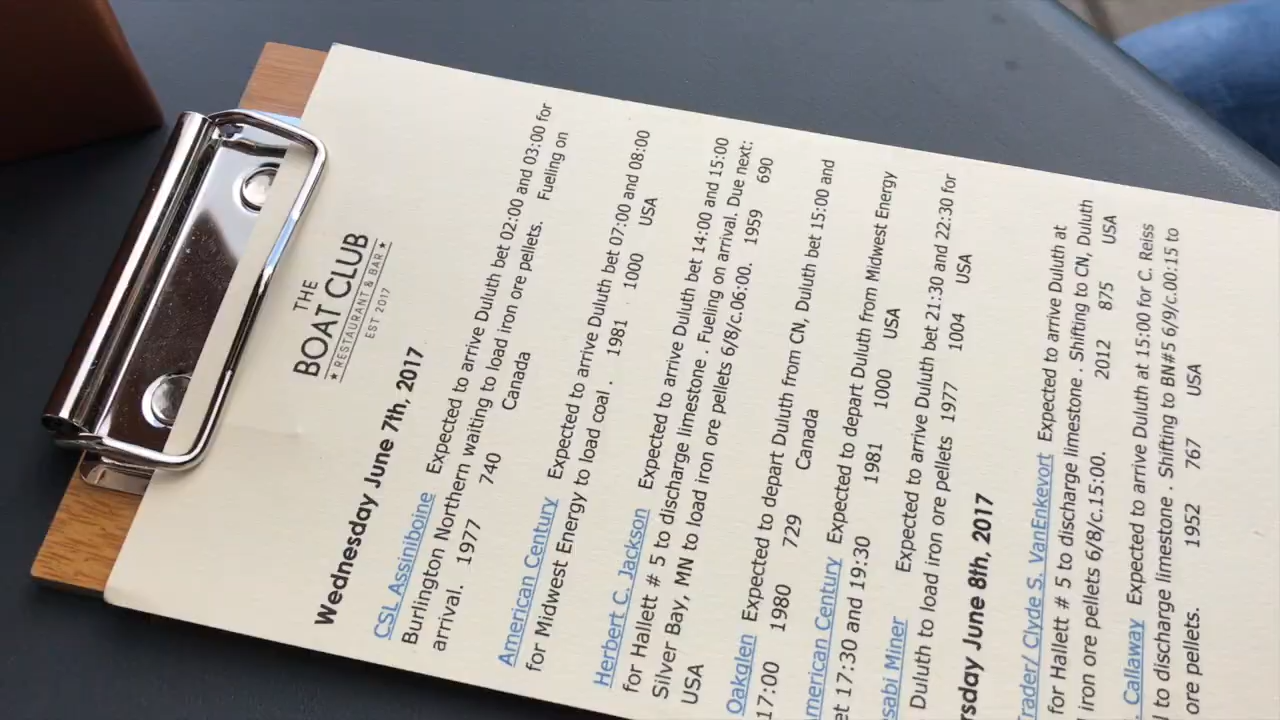 THE
BOAT CLUB
★ RESTAURANT & BAR ★
EST 2017
Wednesday June 7th, 2017
CSL Assiniboine Expected to arrive Duluth bet 02:00 and 03:00 for
Burlington Northern waiting to load iron ore pellets. Fueling on
arrival. 1977 740 Canada
American Century Expected to arrive Duluth bet 07:00 and 08:00
for Midwest Energy to load coal . 1981 1000 USA
Herbert C. Jackson Expected to arrive Duluth bet 14:00 and 15:00
for Hallett # 5 to discharge limestone . Fueling on arrival. Due next:
Silver Bay, MN to load iron ore pellets 6/8/c.06:00. 1959 690
USA
Oakglen Expected to depart Duluth from CN, Duluth bet 15:00 and
17:00 1980 729 Canada
merican Century Expected to depart Duluth from Midwest Energy
et 17:30 and 19:30 1981 1000 USA
sabi Miner Expected to arrive Duluth bet 21:30 and 22:30 for
Duluth to load iron ore pellets 1977 1004 USA
rsday June 8th, 2017
rader/ Clyde S. VanEnkevort Expected to arrive Duluth at
for Hallett # 5 to discharge limestone . Shifting to CN, Duluth
iron ore pellets 6/8/c.15:00. 2012 875 USA
. Callaway Expected to arrive Duluth at 15:00 for C. Reiss
to discharge limestone . Shifting to BN#5 6/9/c.00:15 to
ore pellets. 1952 767 USA